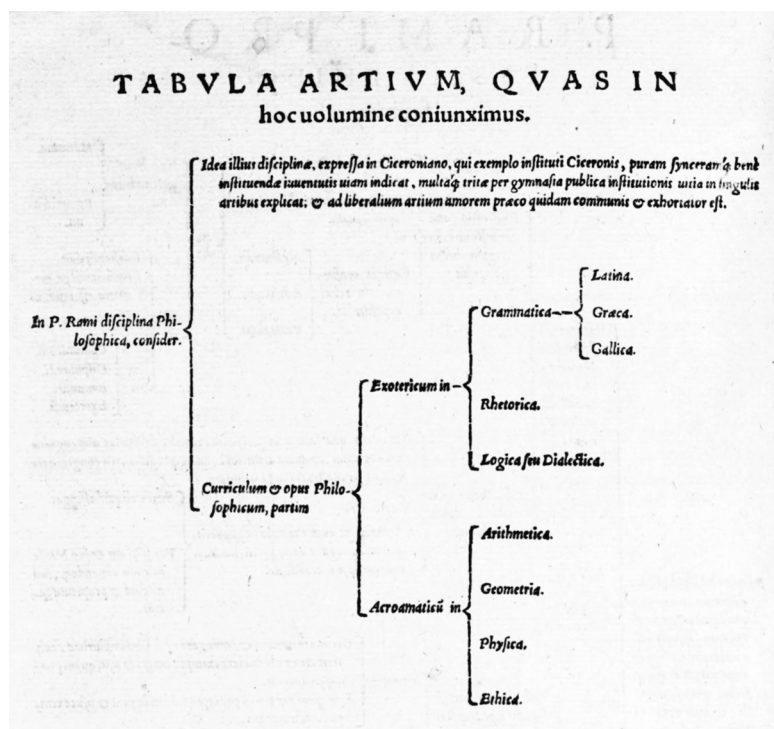 TABVLA ARTIVM, QVAS IN
hoc uolumine coniunximus.
Idea illius diſciplinæ, expreſſa in Ciceroniano, qui exemplo inſtituti Ciceronis, puram ſynceram q́; bene
inſtituendæ iuuentutis uiam indicat, multaq́; tritæ per gymnaſia publica inſtitutionis uitia in ſingulis
artibus explicat: & ad liberalium artium amorem præco quidam communis & exhortator eſt.
In P. Rami diſciplina Phi-
loſophica, conſider.
Curriculum & opus Philo-
ſophicum, partim
Exotericum in
Grammatica
Latina.
Græca.
Gallica.
Rhetorica.
Logica ſeu Dialectica.
Acroamaticũ in
Arithmetica.
Geometria.
Phyſica.
Ethica.